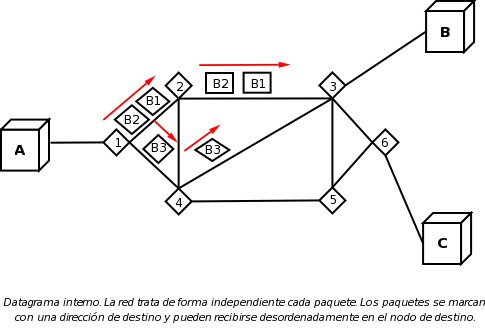 B
B2 B1
2
3
B1
B2
A
1
B3
B3
6
4
5
C
Datagrama interno. La red trata de forma independiente cada paquete. Los paquetes se marcan
con una dirección de destino y pueden recibirse desordenadamente en el nodo de destino.